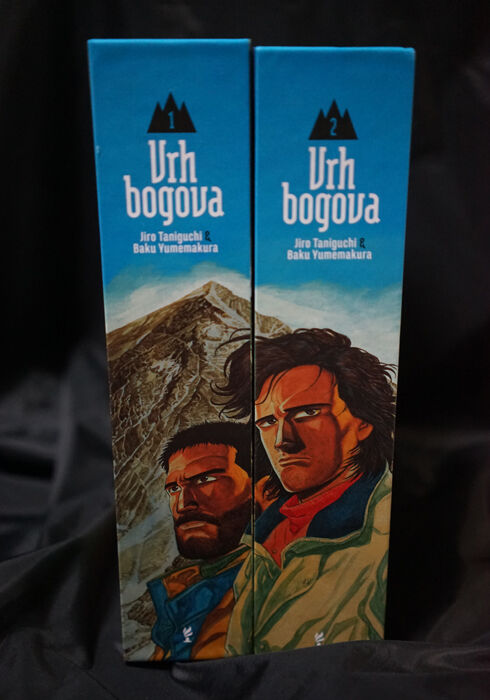 1
Vrh
bogova
Jiro Taniguchi &
Baku Yumemakura
2
Vrh
bogova
Jiro Taniguchi &
Baku Yumemakura